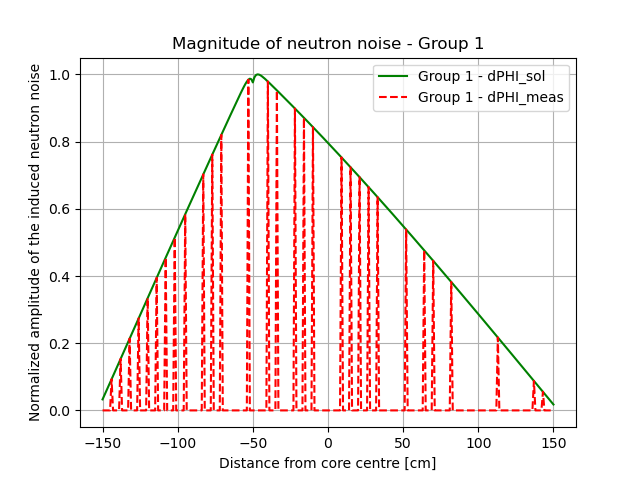 Magnitude of neutron noise - Group 1
Group 1 - dPHI_sol
Group 1 - dPHI_meas
Normalized amplitude of the induced neutron noise
1.0
0.8
0.6
0.4
0.2
0.0
−150 −100 −50 0 50 100 150
Distance from core centre [cm]